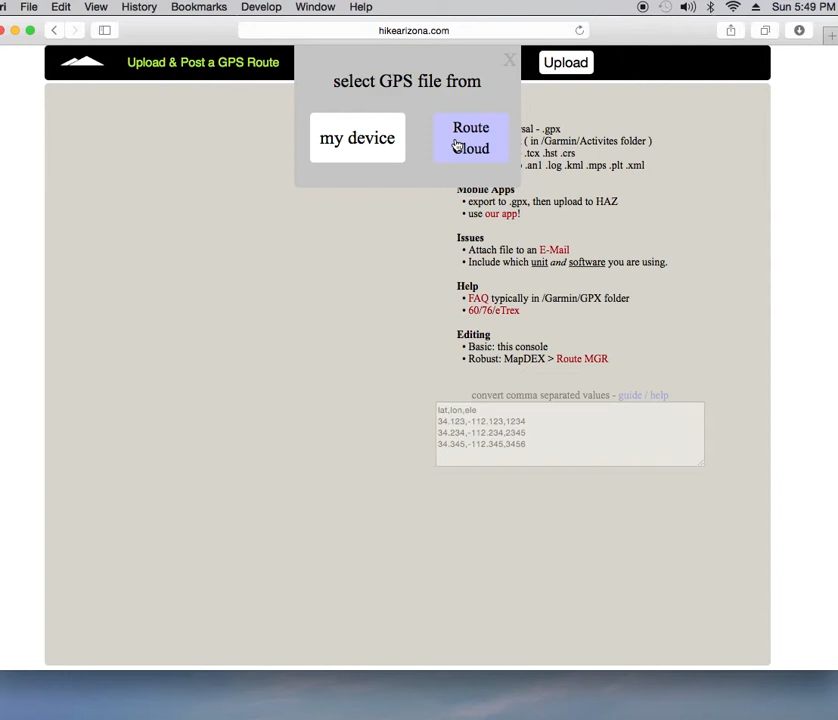 File Edit View History Bookmarks Develop Window Help
Sun 5:49 PM
hikearizona.com
Upload & Post a GPS Route
Upload
X
select GPS file from
my device
Route
Cloud
sal - .gpx
( in /Garmin/Activites folder )
.tcx .hst .crs
.an1 .log .kml .mps .plt .xml
Mobile Apps
• export to .gpx, then upload to HAZ
• use our app!
Issues
• Attach file to an E-Mail
• Include which unit and software you are using.
Help
• FAQ typically in /Garmin/GPX folder
• 60/76/eTrex
Editing
• Basic: this console
• Robust: MapDEX > Route MGR
convert comma separated values - guide / help
lat,lon,ele
34.123,-112.123,1234
34.234,-112.234,2345
34.345,-112.345,3456